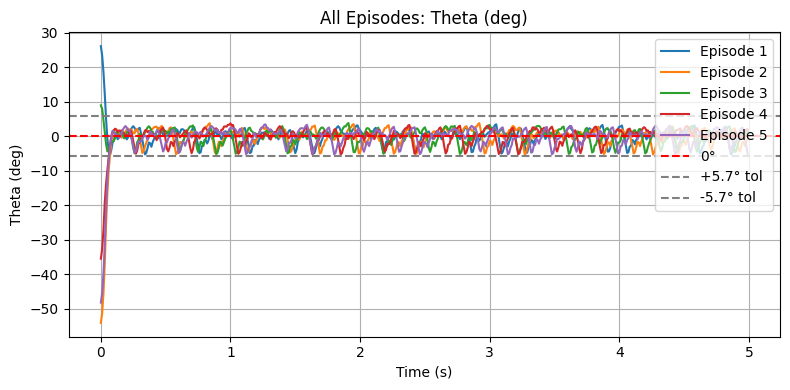 All Episodes: Theta (deg)
Theta (deg)
30
20
10
0
−10
−20
−30
−40
−50
Episode 1
Episode 2
Episode 3
Episode 4
Episode 5
0°
+5.7° tol
-5.7° tol
0
1
2
3
4
5
Time (s)